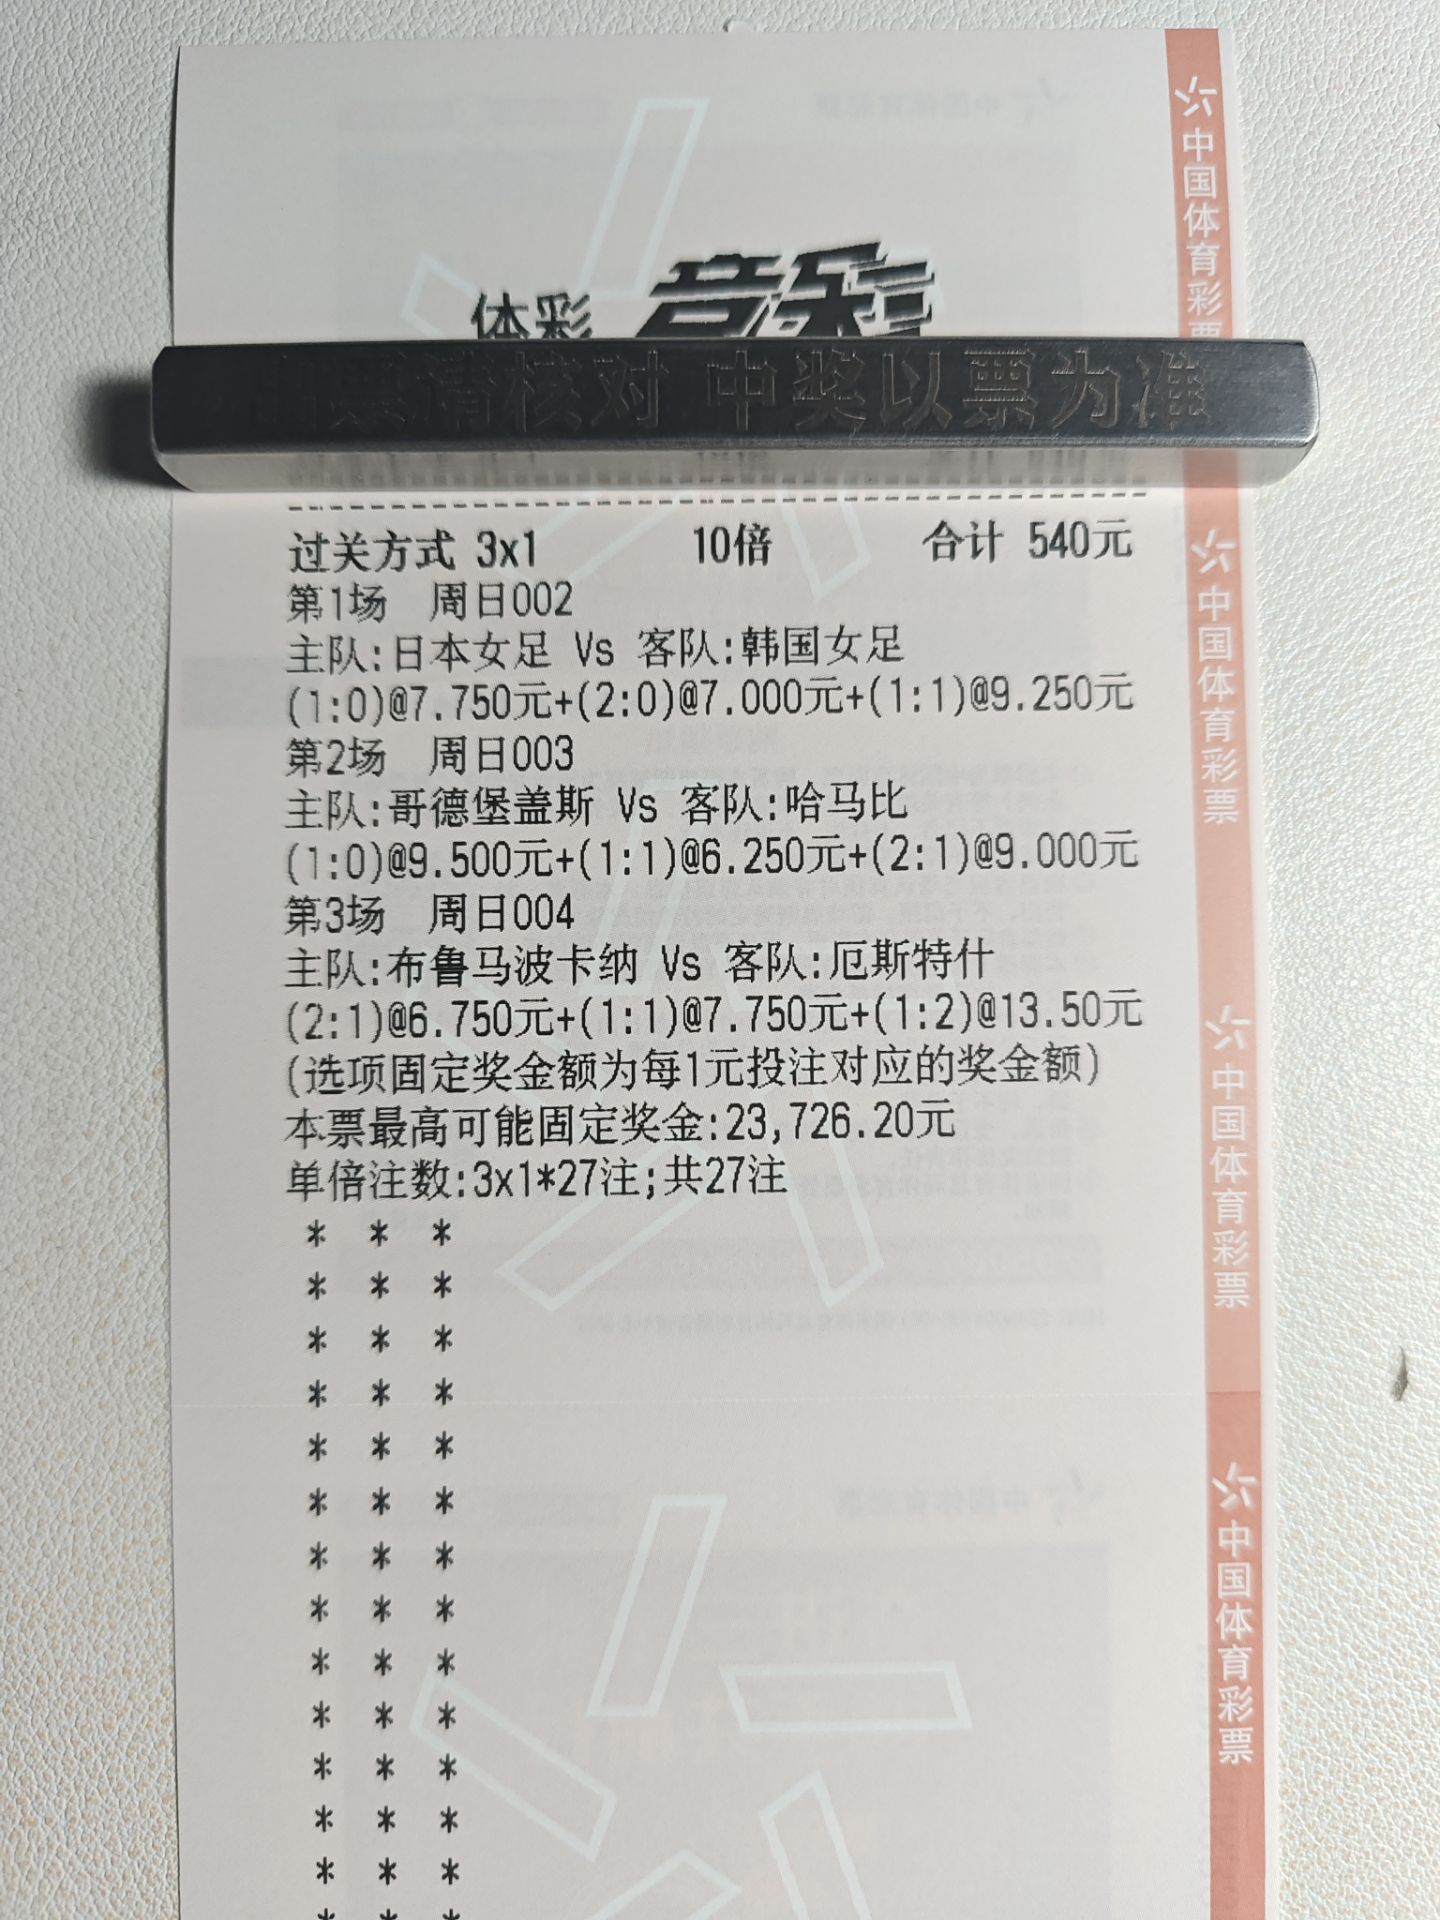 体彩 竞彩
票请核对 中奖以票为准
过关方式 3x1 10倍 合计 540元
第1场 周日002
主队:日本女足 Vs 客队:韩国女足
(1:0)@7.750元+(2:0)@7.000元+(1:1)@9.250元
第2场 周日003
主队:哥德堡盖斯 Vs 客队:哈马比
(1:0)@9.500元+(1:1)@6.250元+(2:1)@9.000元
第3场 周日004
主队:布鲁马波卡纳 Vs 客队:厄斯特什
(2:1)@6.750元+(1:1)@7.750元+(1:2)@13.50元
(选项固定奖金额为每1元投注对应的奖金额)
本票最高可能固定奖金:23,726.20元
单倍注数:3x1*27注;共27注
* * *
* * *
* * *
* * *
* * *
* * *
* * *
* * *
* * *
* * *
* * *
* * *
* * *
* * *
中国体育彩票
中国体育彩票
中国体育彩票
中国体育彩票